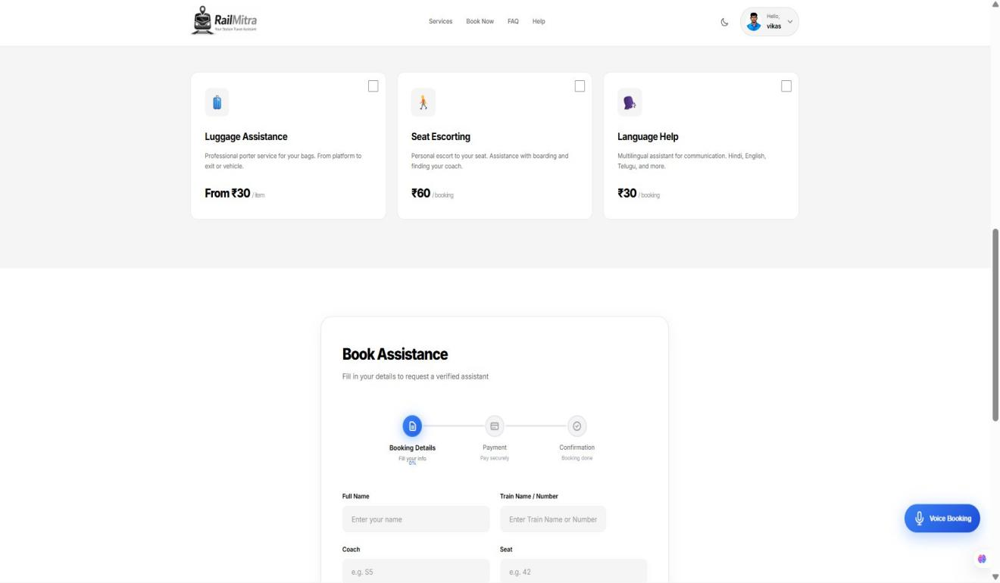 RailMitra
Your Station Travel Assistant
Services Book Now FAQ Help
Hello,
vikas
Luggage Assistance
Professional porter service for your bags. From platform to
exit or vehicle.
From ₹30 / item
Seat Escorting
Personal escort to your seat. Assistance with boarding and
finding your coach.
₹60 / booking
Language Help
Multilingual assistant for communication. Hindi, English,
Telugu, and more.
₹30 / booking
Book Assistance
Fill in your details to request a verified assistant
Booking Details Payment Confirmation
Fill your info Pay securely Booking done
0%
Full Name Train Name / Number
Enter your name Enter Train Name or Number
Voice Booking
Coach Seat
e.g. S5 e.g. 42